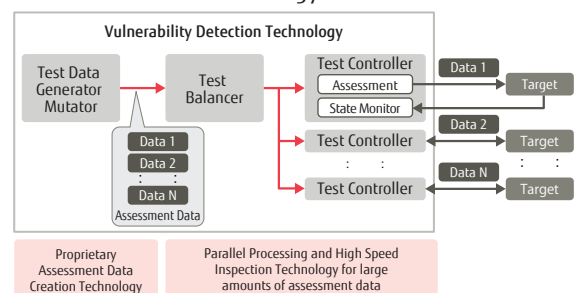 Vulnerability Detection Technology
Test Data
Generator
Mutator
Test
Balancer
Test Controller
Assessment
State Monitor
Data 1
Target
Data 1
Data 2
: :
Data N
Assessment Data
Test Controller
Data 2
Target
: :
: :
Test Controller
Data N
Target
Proprietary
Assessment Data
Creation Technology
Parallel Processing and High Speed
Inspection Technology for large
amounts of assessment data